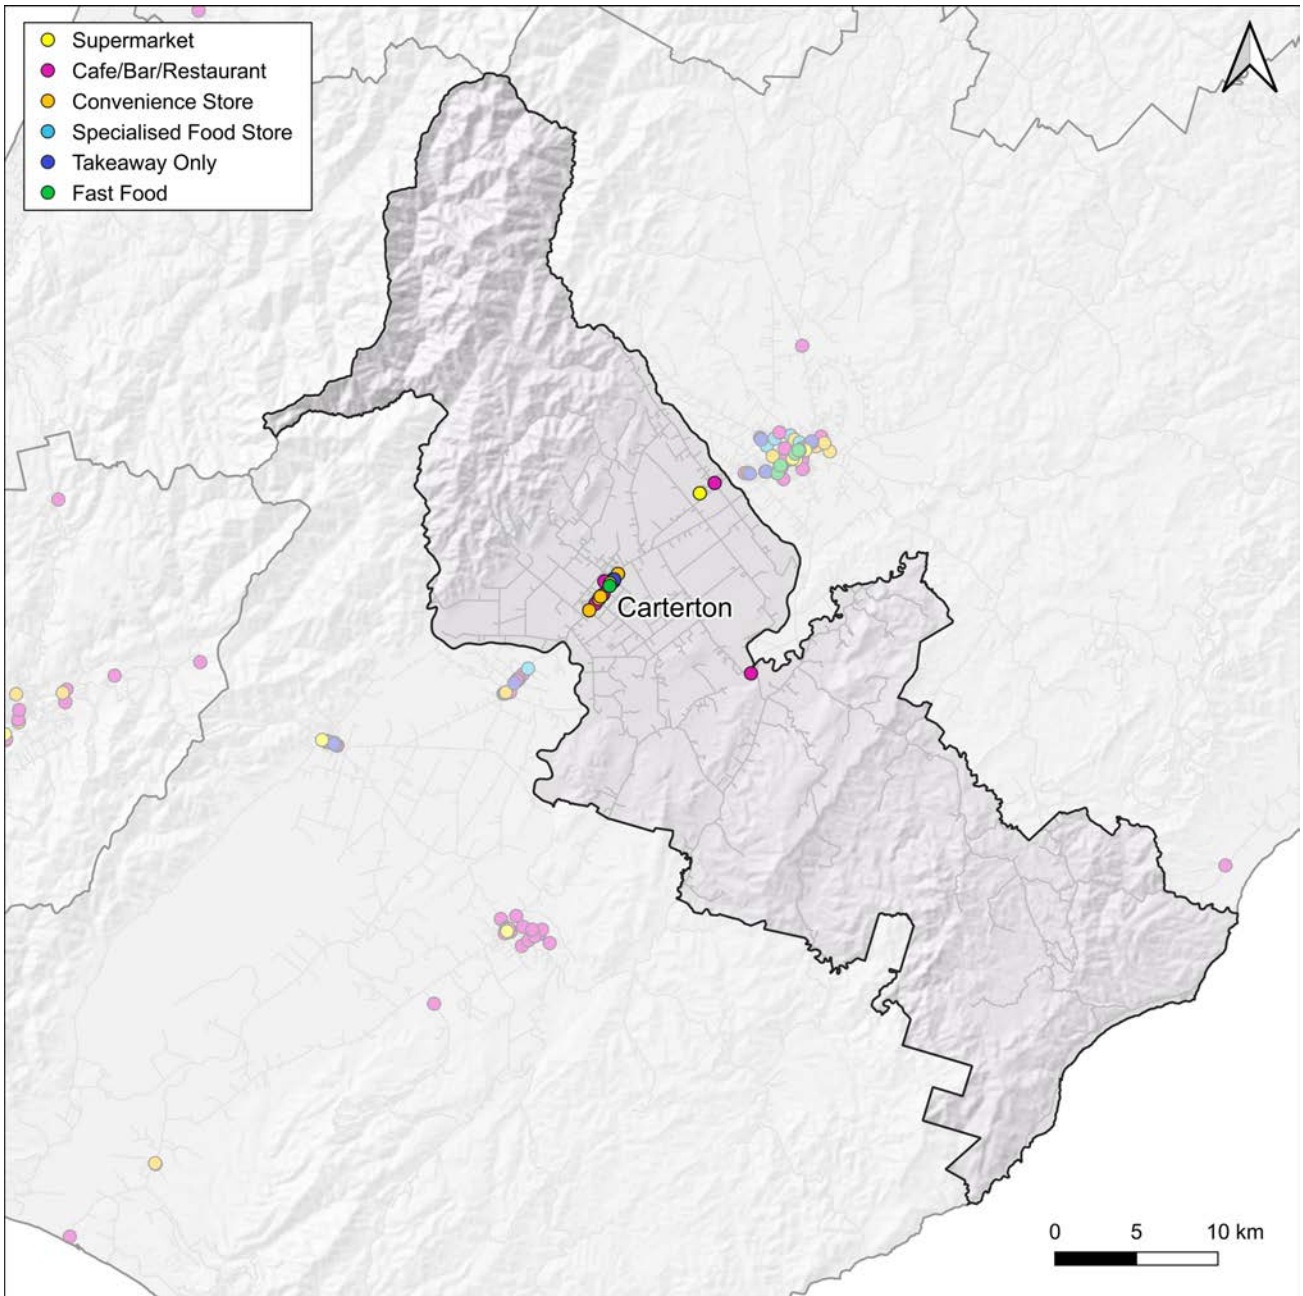 Supermarket
Cafe/Bar/Restaurant
Convenience Store
Specialised Food Store
Takeaway Only
Fast Food
Carterton
0 5 10 km